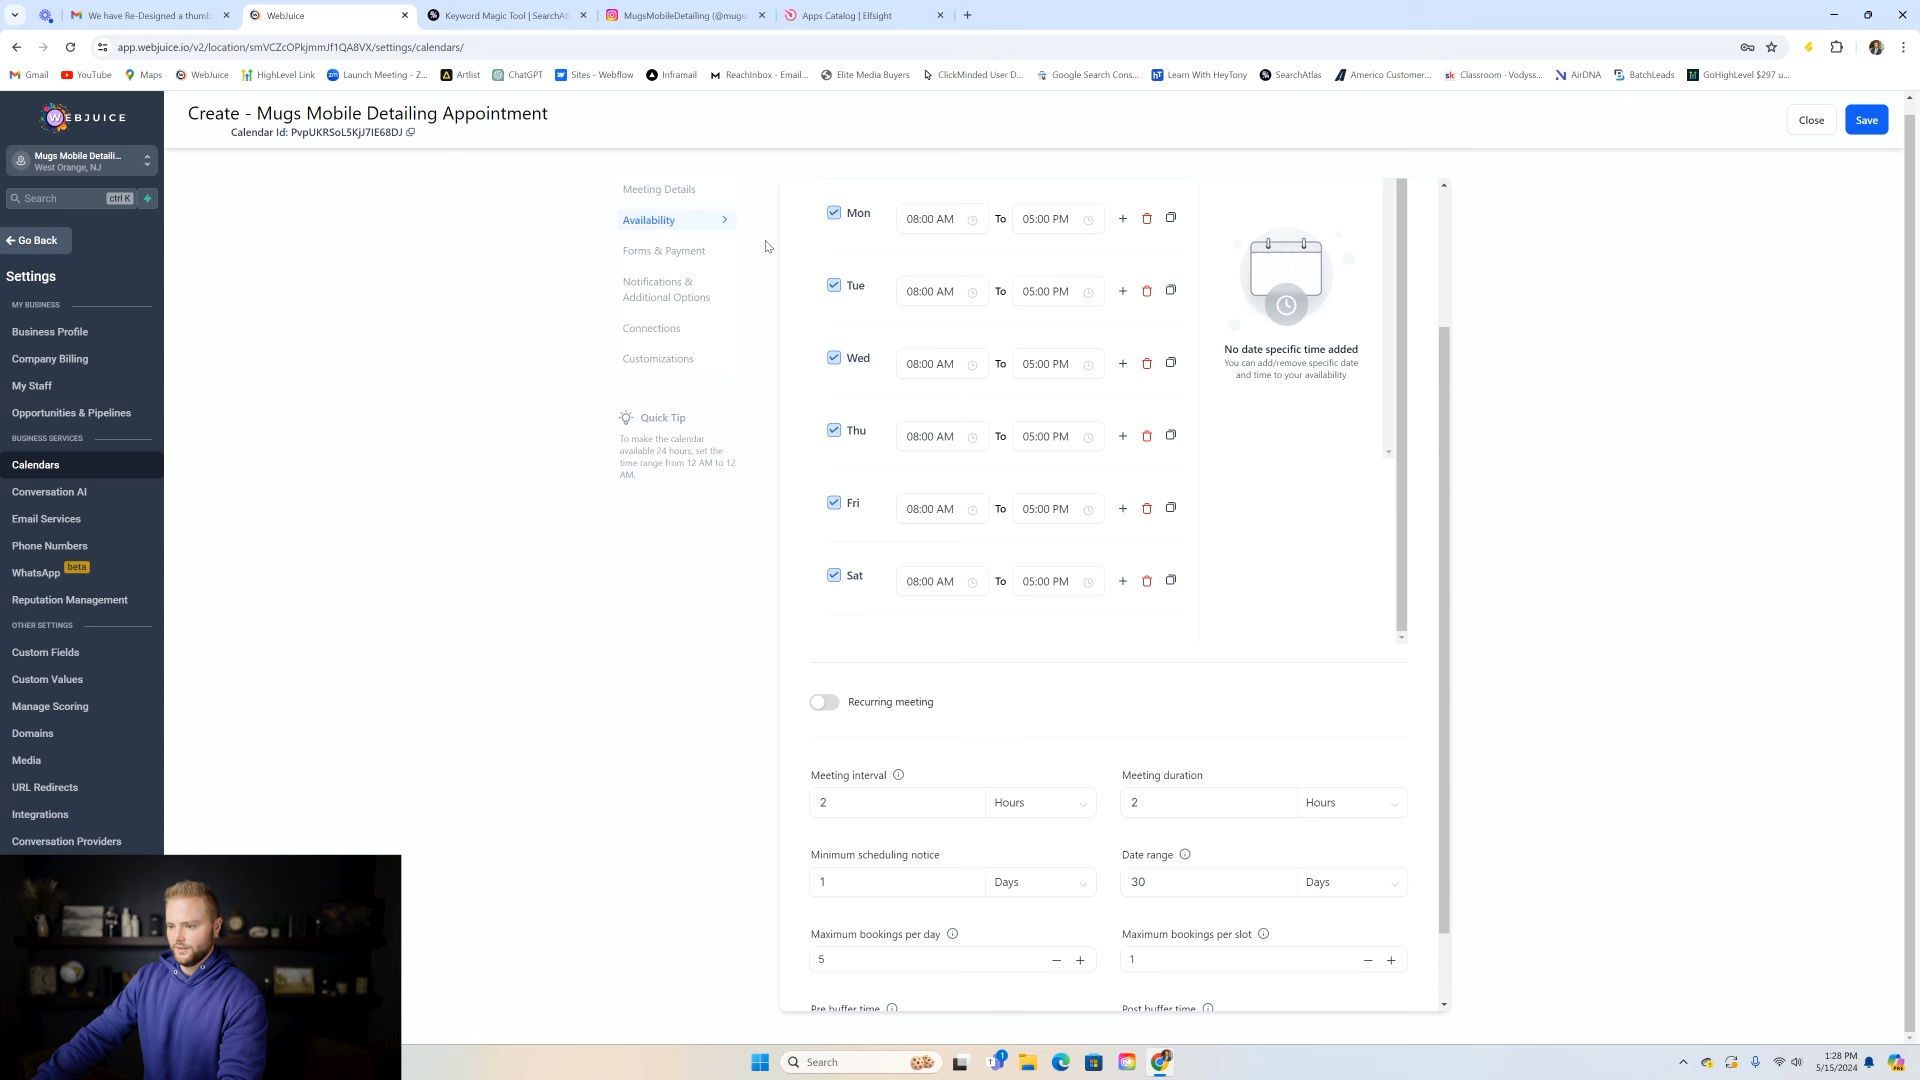 We have Re-Designed a thumb
WebJuice
Keyword Magic Tool | SearchAtl
MugsMobileDetailing (@mugsm
Apps Catalog | Elfsight
app.webjuice.io/v2/location/smVCZcOPkjmmJf1QA8VX/settings/calendars/
Gmail YouTube Maps WebJuice HighLevel Link Launch Meeting - Z... Artlist ChatGPT Sites - Webflow Inframail ReachInbox - Email... Elite Media Buyers ClickMinded User D... Google Search Cons... Learn With HeyTony SearchAtlas Americo Customer... Classroom - Vodyss... AirDNA BatchLeads GoHighLevel $297 u...
WEBJUICE
Mugs Mobile Detaili...
West Orange, NJ
Search ctrl K
Go Back
Settings
MY BUSINESS
Business Profile
Company Billing
My Staff
Opportunities & Pipelines
BUSINESS SERVICES
Calendars
Conversation AI
Email Services
Phone Numbers
WhatsApp beta
Reputation Management
OTHER SETTINGS
Custom Fields
Custom Values
Manage Scoring
Domains
Media
URL Redirects
Integrations
Conversation Providers
Create - Mugs Mobile Detailing Appointment
Calendar Id: PvpUKRSoL5KjJ7IE68DJ
Close
Save
Meeting Details
Availability
Forms & Payment
Notifications &
Additional Options
Connections
Customizations
Quick Tip
To make the calendar
available 24 hours, set the
time range from 12 AM to 12
AM.
Mon 08:00 AM To 05:00 PM
Tue 08:00 AM To 05:00 PM
Wed 08:00 AM To 05:00 PM
Thu 08:00 AM To 05:00 PM
Fri 08:00 AM To 05:00 PM
Sat 08:00 AM To 05:00 PM
No date specific time added
You can add/remove specific date
and time to your availability
Recurring meeting
Meeting interval
2 Hours
Meeting duration
2 Hours
Minimum scheduling notice
1 Days
Date range
30 Days
Maximum bookings per day
5
Maximum bookings per slot
1
Pre buffer time
Post buffer time
Search
1
1:28 PM
5/15/2024